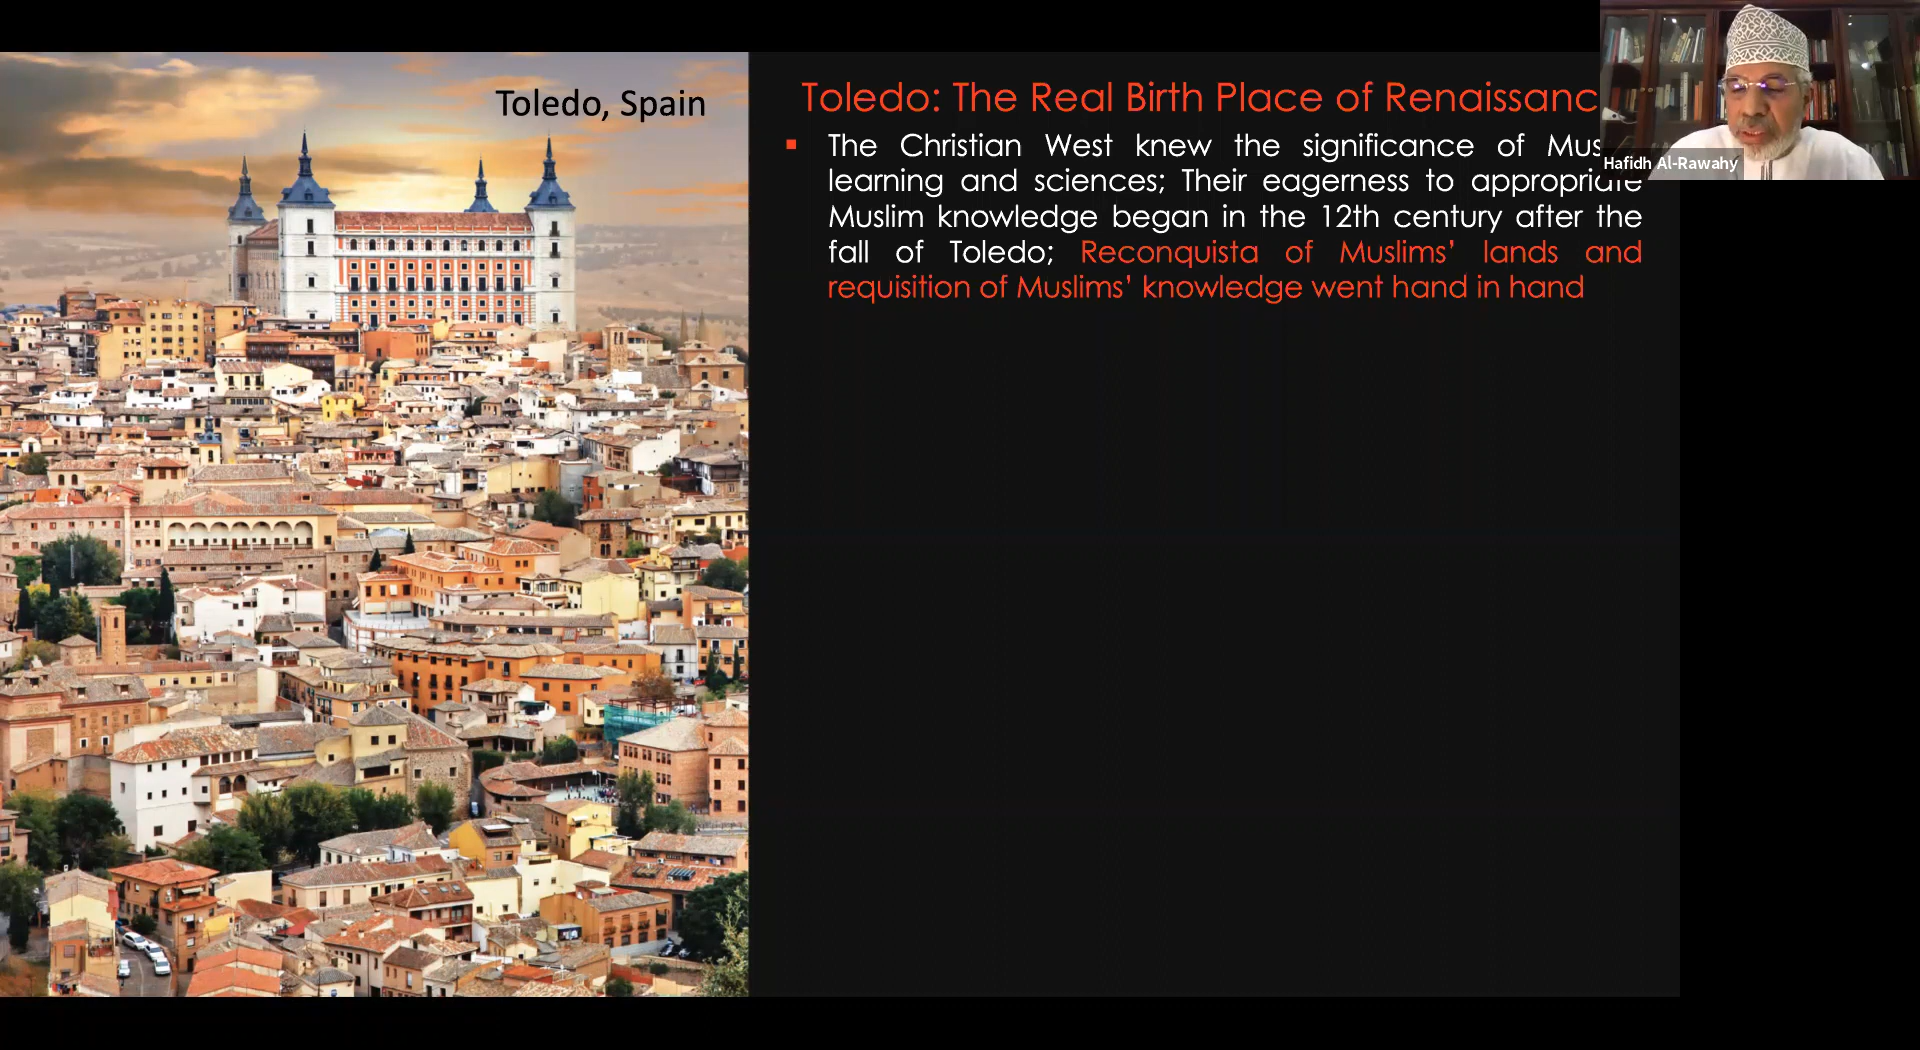 Toledo, Spain
Toledo: The Real Birth Place of Renaissanc
▪ The Christian West knew the significance of Mus
learning and sciences; Their eagerness to appropriate
Muslim knowledge began in the 12th century after the
fall of Toledo; Reconquista of Muslims’ lands and
requisition of Muslims’ knowledge went hand in hand
Hafidh Al-Rawahy